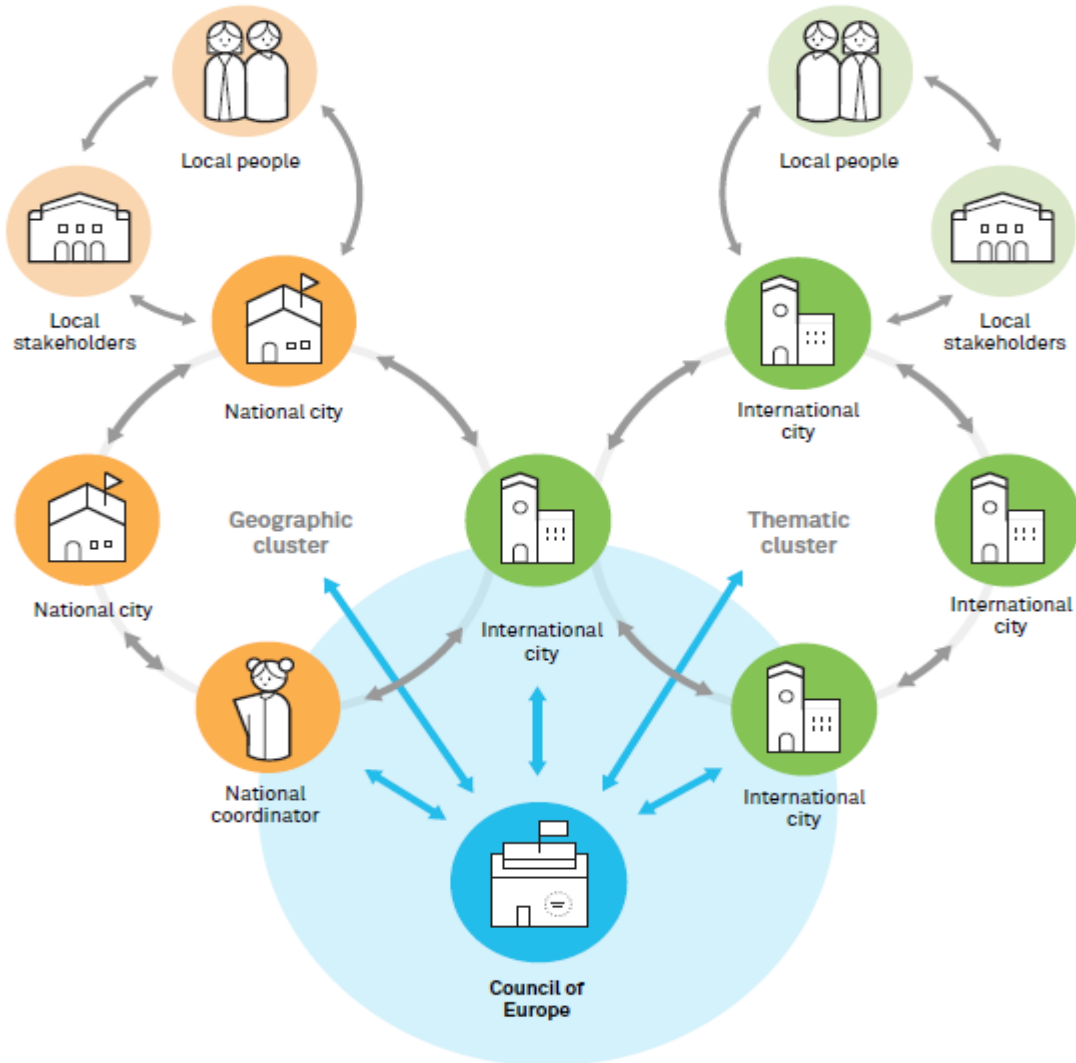 Local people
Local people
Local
stakeholders
Local
stakeholders
National city
International
city
Geographic
cluster
Thematic
cluster
National city
International
city
International
city
National
coordinator
International
city
Council of
Europe